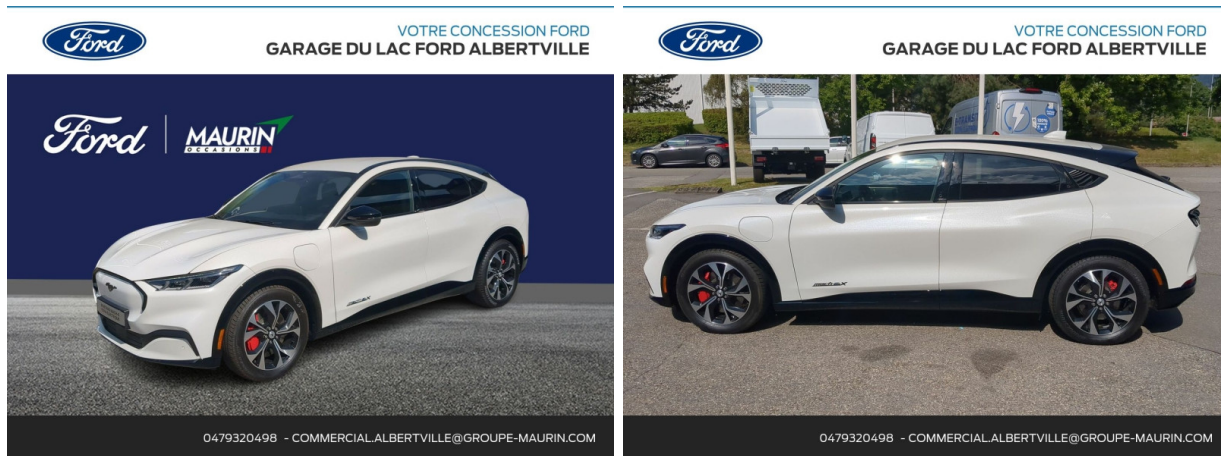 Ford
VOTRE CONCESSION FORD
GARAGE DU LAC FORD ALBERTVILLE
Ford
MAURIN
OCCASIONS
0479320498 - COMMERCIAL.ALBERTVILLE@GROUPE-MAURIN.COM
Ford
VOTRE CONCESSION FORD
GARAGE DU LAC FORD ALBERTVILLE
0479320498 - COMMERCIAL.ALBERTVILLE@GROUPE-MAURIN.COM